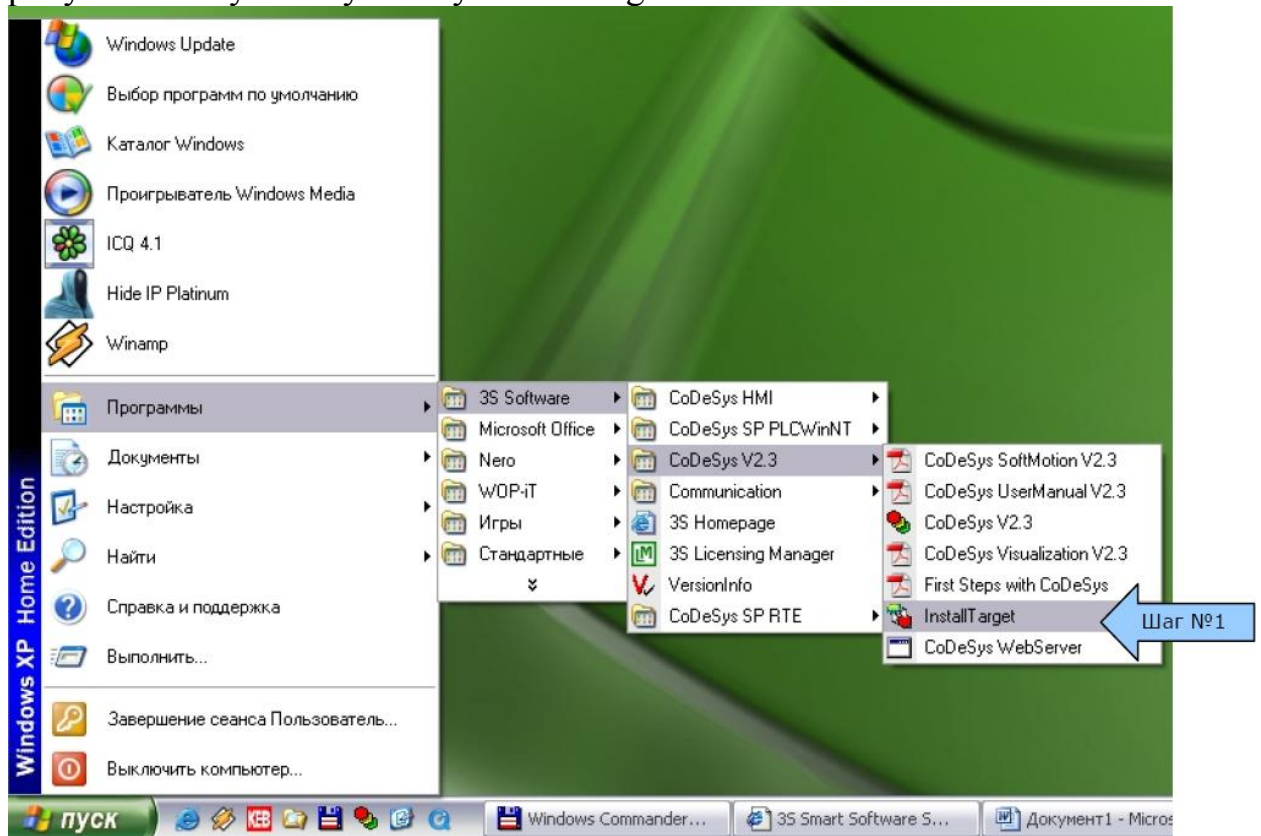 Windows Update
Выбор программ по умолчанию
Каталог Windows
Проигрыватель Windows Media
ICQ 4.1
Hide IP Platinum
Winamp
Программы
Документы
Настройка
Найти
Справка и поддержка
Выполнить...
Завершение сеанса Пользователь...
Выключить компьютер...
Windows XP Home Edition
3S Software
Microsoft Office
Nero
WOP-iT
Игры
Стандартные
CoDeSys HMI
CoDeSys SP PLCWinNT
CoDeSys V2.3
Communication
3S Homepage
3S Licensing Manager
VersionInfo
CoDeSys SP RTE
CoDeSys SoftMotion V2.3
CoDeSys UserManual V2.3
CoDeSys V2.3
CoDeSys Visualization V2.3
First Steps with CoDeSys
InstallTarget
CoDeSys WebServer
Шаг №1
пуск
KEB
Windows Commander...
3S Smart Software S...
Документ1 - Micros